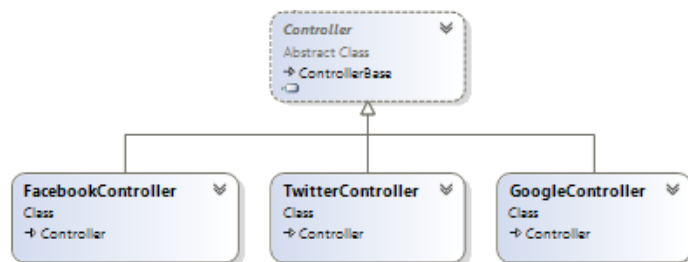 Controller
Abstract Class
ControllerBase
FacebookController
Class
Controller
TwitterController
Class
Controller
GoogleController
Class
Controller